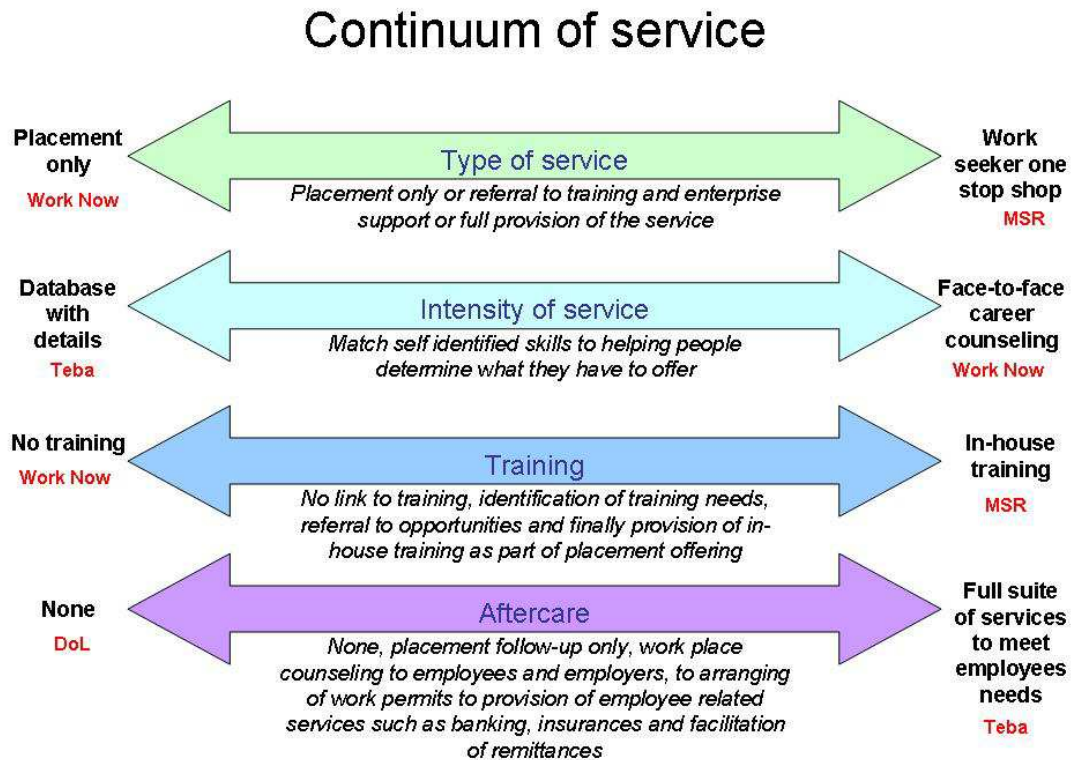 Continuum of service
Placement
only
Work Now
Type of service
Placement only or referral to training and enterprise
support or full provision of the service
Work
seeker one
stop shop
MSR
Database
with
details
Teba
Intensity of service
Match self identified skills to helping people
determine what they have to offer
Face-to-face
career
counseling
Work Now
No training
Work Now
Training
No link to training, identification of training needs,
referral to opportunities and finally provision of in-
house training as part of placement offering
In-house
training
MSR
None
DoL
Aftercare
None, placement follow-up only, work place
counseling to employees and employers, to arranging
of work permits to provision of employee related
services such as banking, insurances and facilitation
of remittances
Full suite
of services
to meet
employees
needs
Teba